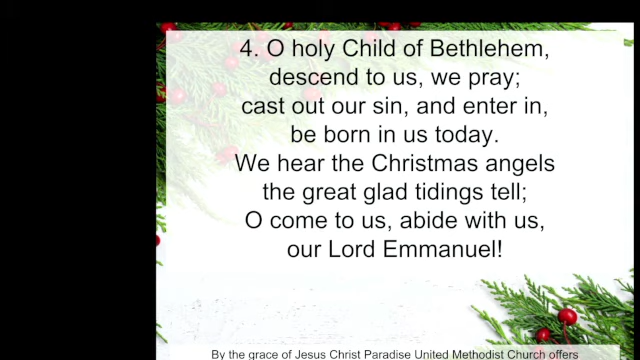 4. O holy Child of Bethlehem,
descend to us, we pray;
cast out our sin, and enter in,
be born in us today.
We hear the Christmas angels
the great glad tidings tell;
O come to us, abide with us,
our Lord Emmanuel!
By the grace of Jesus Christ Paradise United Methodist Church offers